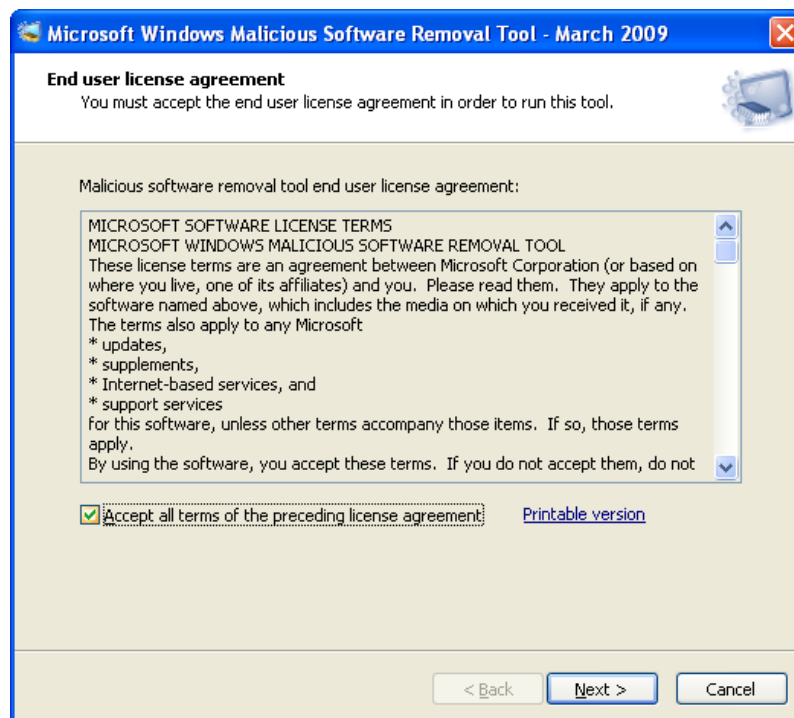 Microsoft Windows Malicious Software Removal Tool - March 2009
End user license agreement
You must accept the end user license agreement in order to run this tool.
Malicious software removal tool end user license agreement:
MICROSOFT SOFTWARE LICENSE TERMS
MICROSOFT WINDOWS MALICIOUS SOFTWARE REMOVAL TOOL
These license terms are an agreement between Microsoft Corporation (or based on
where you live, one of its affiliates) and you.  Please read them.  They apply to the
software named above, which includes the media on which you received it, if any.
The terms also apply to any Microsoft
* updates,
* supplements,
* Internet-based services, and
* support services
for this software, unless other terms accompany those items.  If so, those terms
apply.
By using the software, you accept these terms.  If you do not accept them, do not
Accept all terms of the preceding license agreement
Printable version
< Back
Next >
Cancel